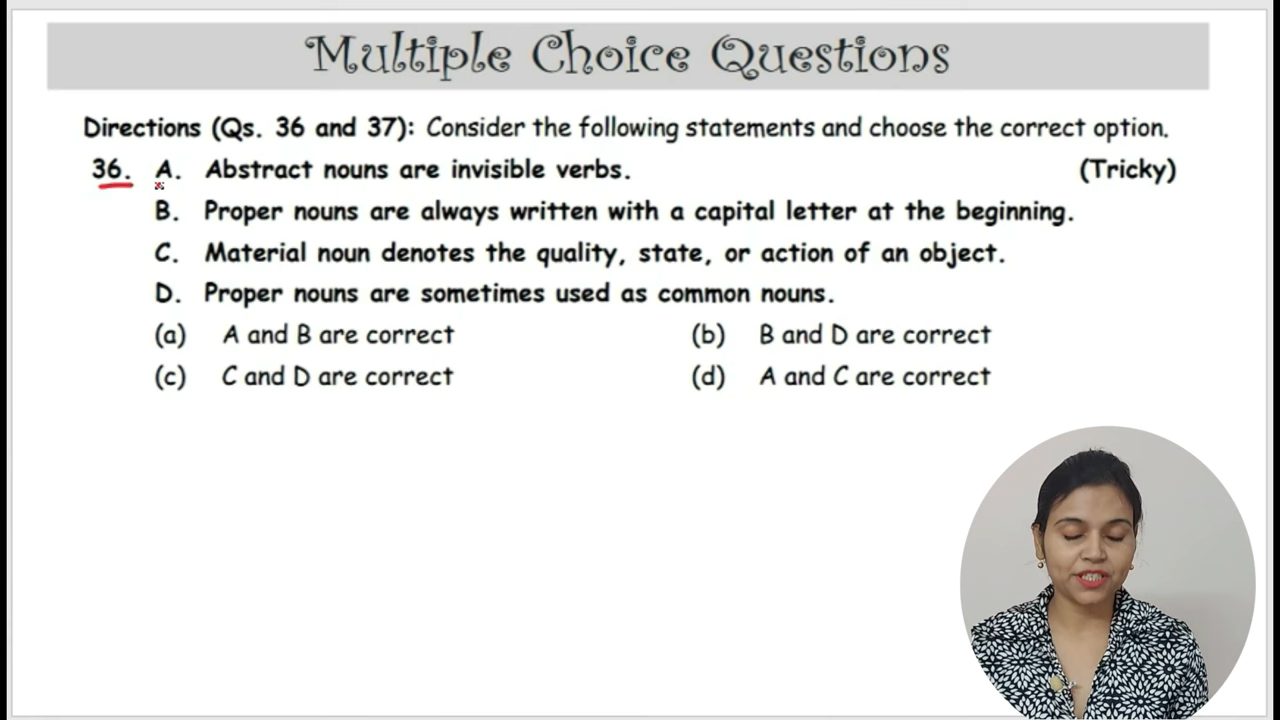 Multiple Choice Questions
Directions (Qs. 36 and 37): Consider the following statements and choose the correct option.
36. A. Abstract nouns are invisible verbs. (Tricky)
B. Proper nouns are always written with a capital letter at the beginning.
C. Material noun denotes the quality, state, or action of an object.
D. Proper nouns are sometimes used as common nouns.
(a) A and B are correct (b) B and D are correct
(c) C and D are correct (d) A and C are correct